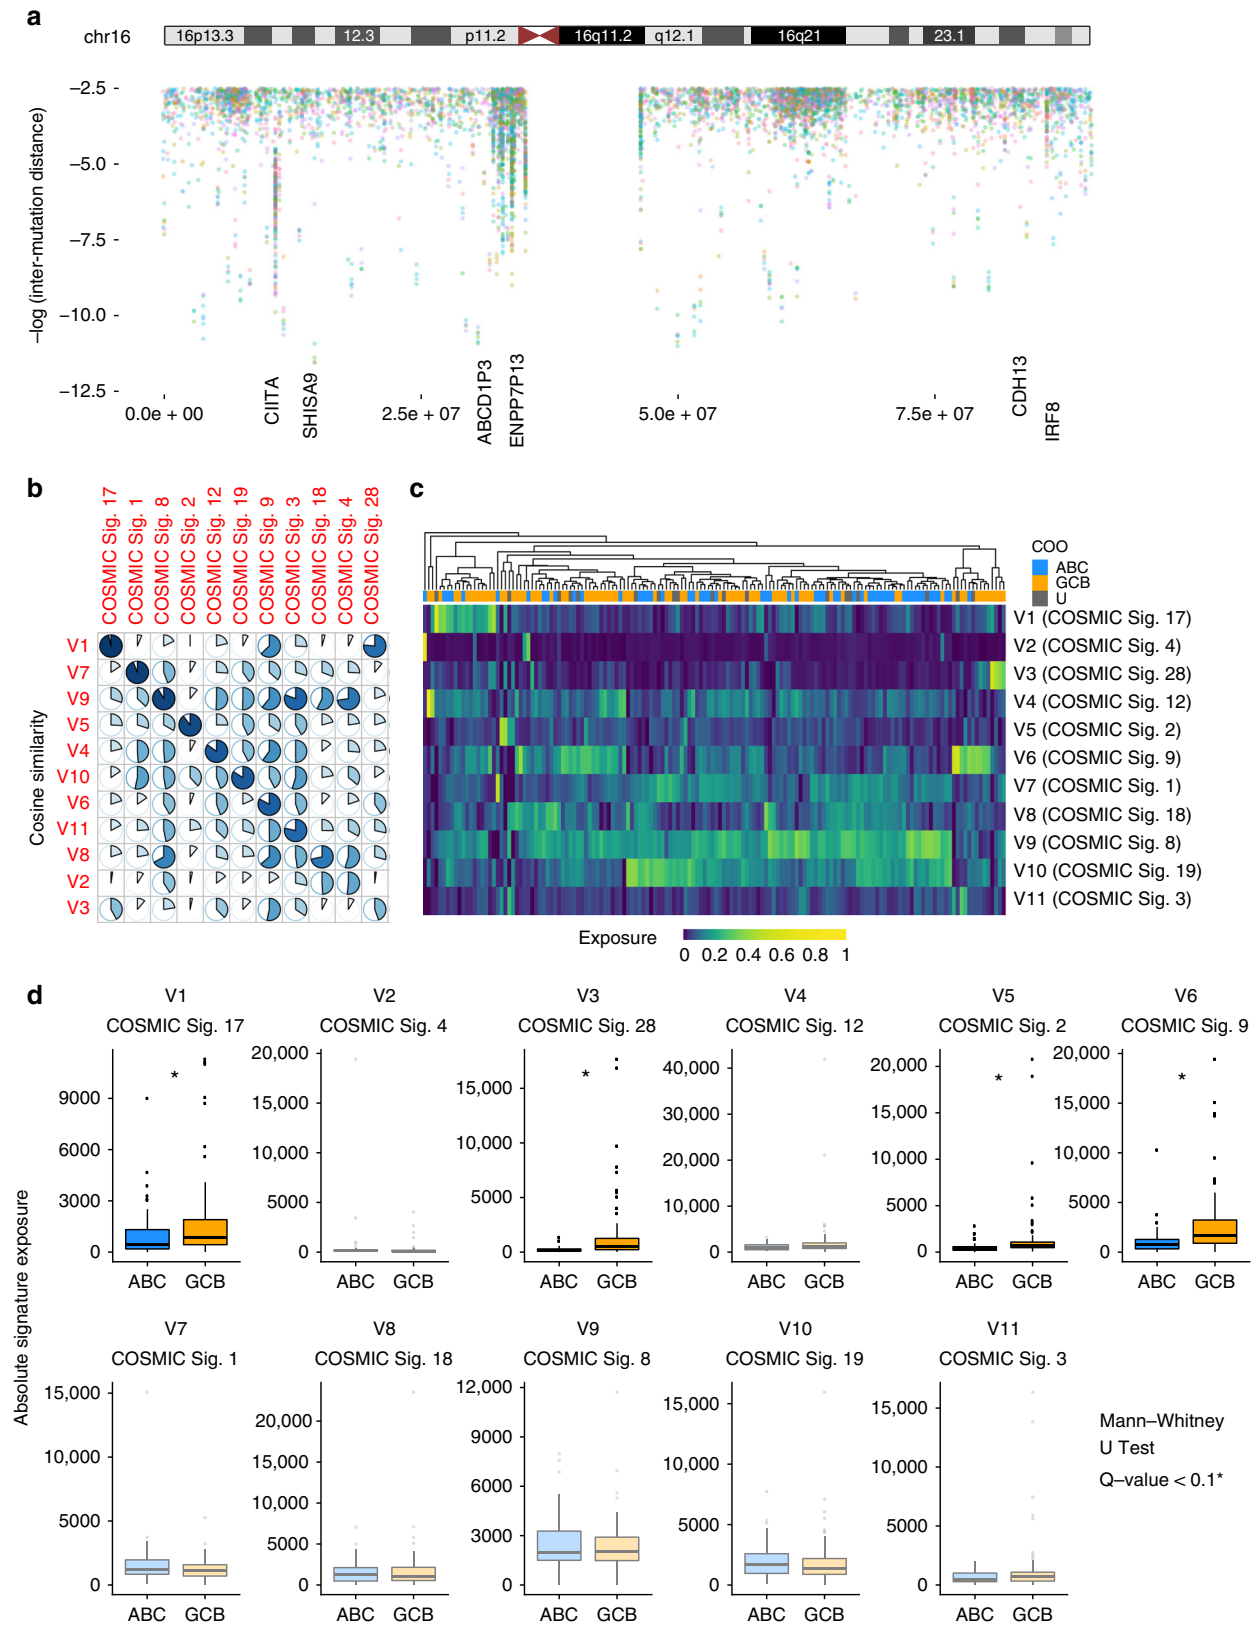 a
chr16
16p13.3 12.3 p11.2 16q11.2 q12.1 16q21 23.1
–log (inter-mutation distance)
–2.5
–5.0
–7.5
–10.0
–12.5
0.0e + 00 2.5e + 07 5.0e + 07 7.5e + 07
CIITA
SHISA9
ABCD1P3
ENPP7P13
CDH13
IRF8
b
COSMIC Sig. 17
COSMIC Sig. 1
COSMIC Sig. 8
COSMIC Sig. 2
COSMIC Sig. 12
COSMIC Sig. 19
COSMIC Sig. 9
COSMIC Sig. 3
COSMIC Sig. 18
COSMIC Sig. 4
COSMIC Sig. 28
Cosine similarity
V1
V7
V9
V5
V4
V10
V6
V11
V8
V2
V3
c
COO
ABC
GCB
U
V1 (COSMIC Sig. 17)
V2 (COSMIC Sig. 4)
V3 (COSMIC Sig. 28)
V4 (COSMIC Sig. 12)
V5 (COSMIC Sig. 2)
V6 (COSMIC Sig. 9)
V7 (COSMIC Sig. 1)
V8 (COSMIC Sig. 18)
V9 (COSMIC Sig. 8)
V10 (COSMIC Sig. 19)
V11 (COSMIC Sig. 3)
Exposure
0 0.2 0.4 0.6 0.8 1
d
Absolute signature exposure
V1
COSMIC Sig. 17
*
9000
6000
3000
0
ABC GCB
V2
COSMIC Sig. 4
20,000
15,000
10,000
5000
0
ABC GCB
V3
COSMIC Sig. 28
*
15,000
10,000
5000
0
ABC GCB
V4
COSMIC Sig. 12
40,000
30,000
20,000
10,000
0
ABC GCB
V5
COSMIC Sig. 2
*
20,000
15,000
10,000
5000
0
ABC GCB
V6
COSMIC Sig. 9
*
20,000
15,000
10,000
5000
0
ABC GCB
V7
COSMIC Sig. 1
15,000
10,000
5000
0
ABC GCB
V8
COSMIC Sig. 18
20,000
15,000
10,000
5000
0
ABC GCB
V9
COSMIC Sig. 8
12,000
9000
6000
3000
0
ABC GCB
V10
COSMIC Sig. 19
15,000
10,000
5000
0
ABC GCB
V11
COSMIC Sig. 3
15,000
10,000
5000
0
ABC GCB
Mann–Whitney
U Test
Q–value < 0.1*